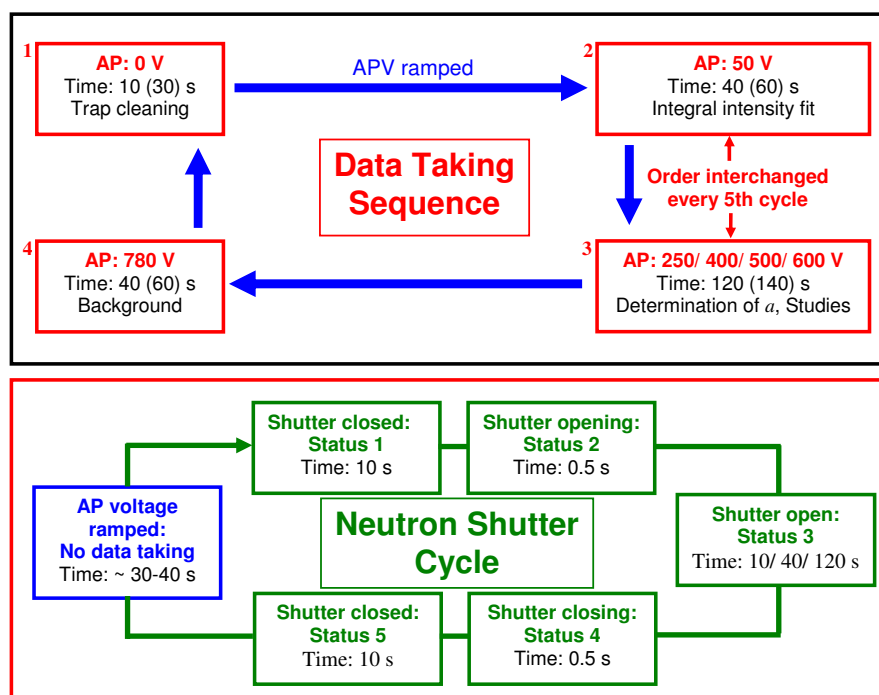 1
AP: 0 V
Time: 10 (30) s
Trap cleaning
APV ramped
2
AP: 50 V
Time: 40 (60) s
Integral intensity fit
Data Taking
Sequence
Order interchanged
every 5th cycle
4
AP: 780 V
Time: 40 (60) s
Background
3
AP: 250/ 400/ 500/ 600 V
Time: 120 (140) s
Determination of a, Studies
Shutter closed:
Status 1
Time: 10 s
Shutter opening:
Status 2
Time: 0.5 s
AP voltage
ramped:
No data taking
Time: ~ 30-40 s
Neutron Shutter
Cycle
Shutter open:
Status 3
Time: 10/ 40/ 120 s
Shutter closed:
Status 5
Time: 10 s
Shutter closing:
Status 4
Time: 0.5 s